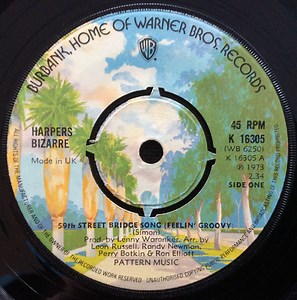 BURBANK, HOME OF WARNER BROS. RECORDS
WB
HARPERS
BIZARRE
Made in UK
45 RPM
K 16305
(WB 6250)
K 16305 A
℗ 1973
2.34
SIDE ONE
59th STREET BRIDGE SONG (FEELIN' GROOVY
(Simon)
Prod. by Lenny Waronker. Arr. by
Leon Russell, Randy Newman,
Perry Botkin & Ron Elliott
PATTERN MUSIC
ALL RIGHTS OF THE MANUFACTURER AND OF THE OWNER OF THE RECORDED WORK RESERVED. UNAUTHORISED COPYING, PUBLIC PERFORMANCE AND